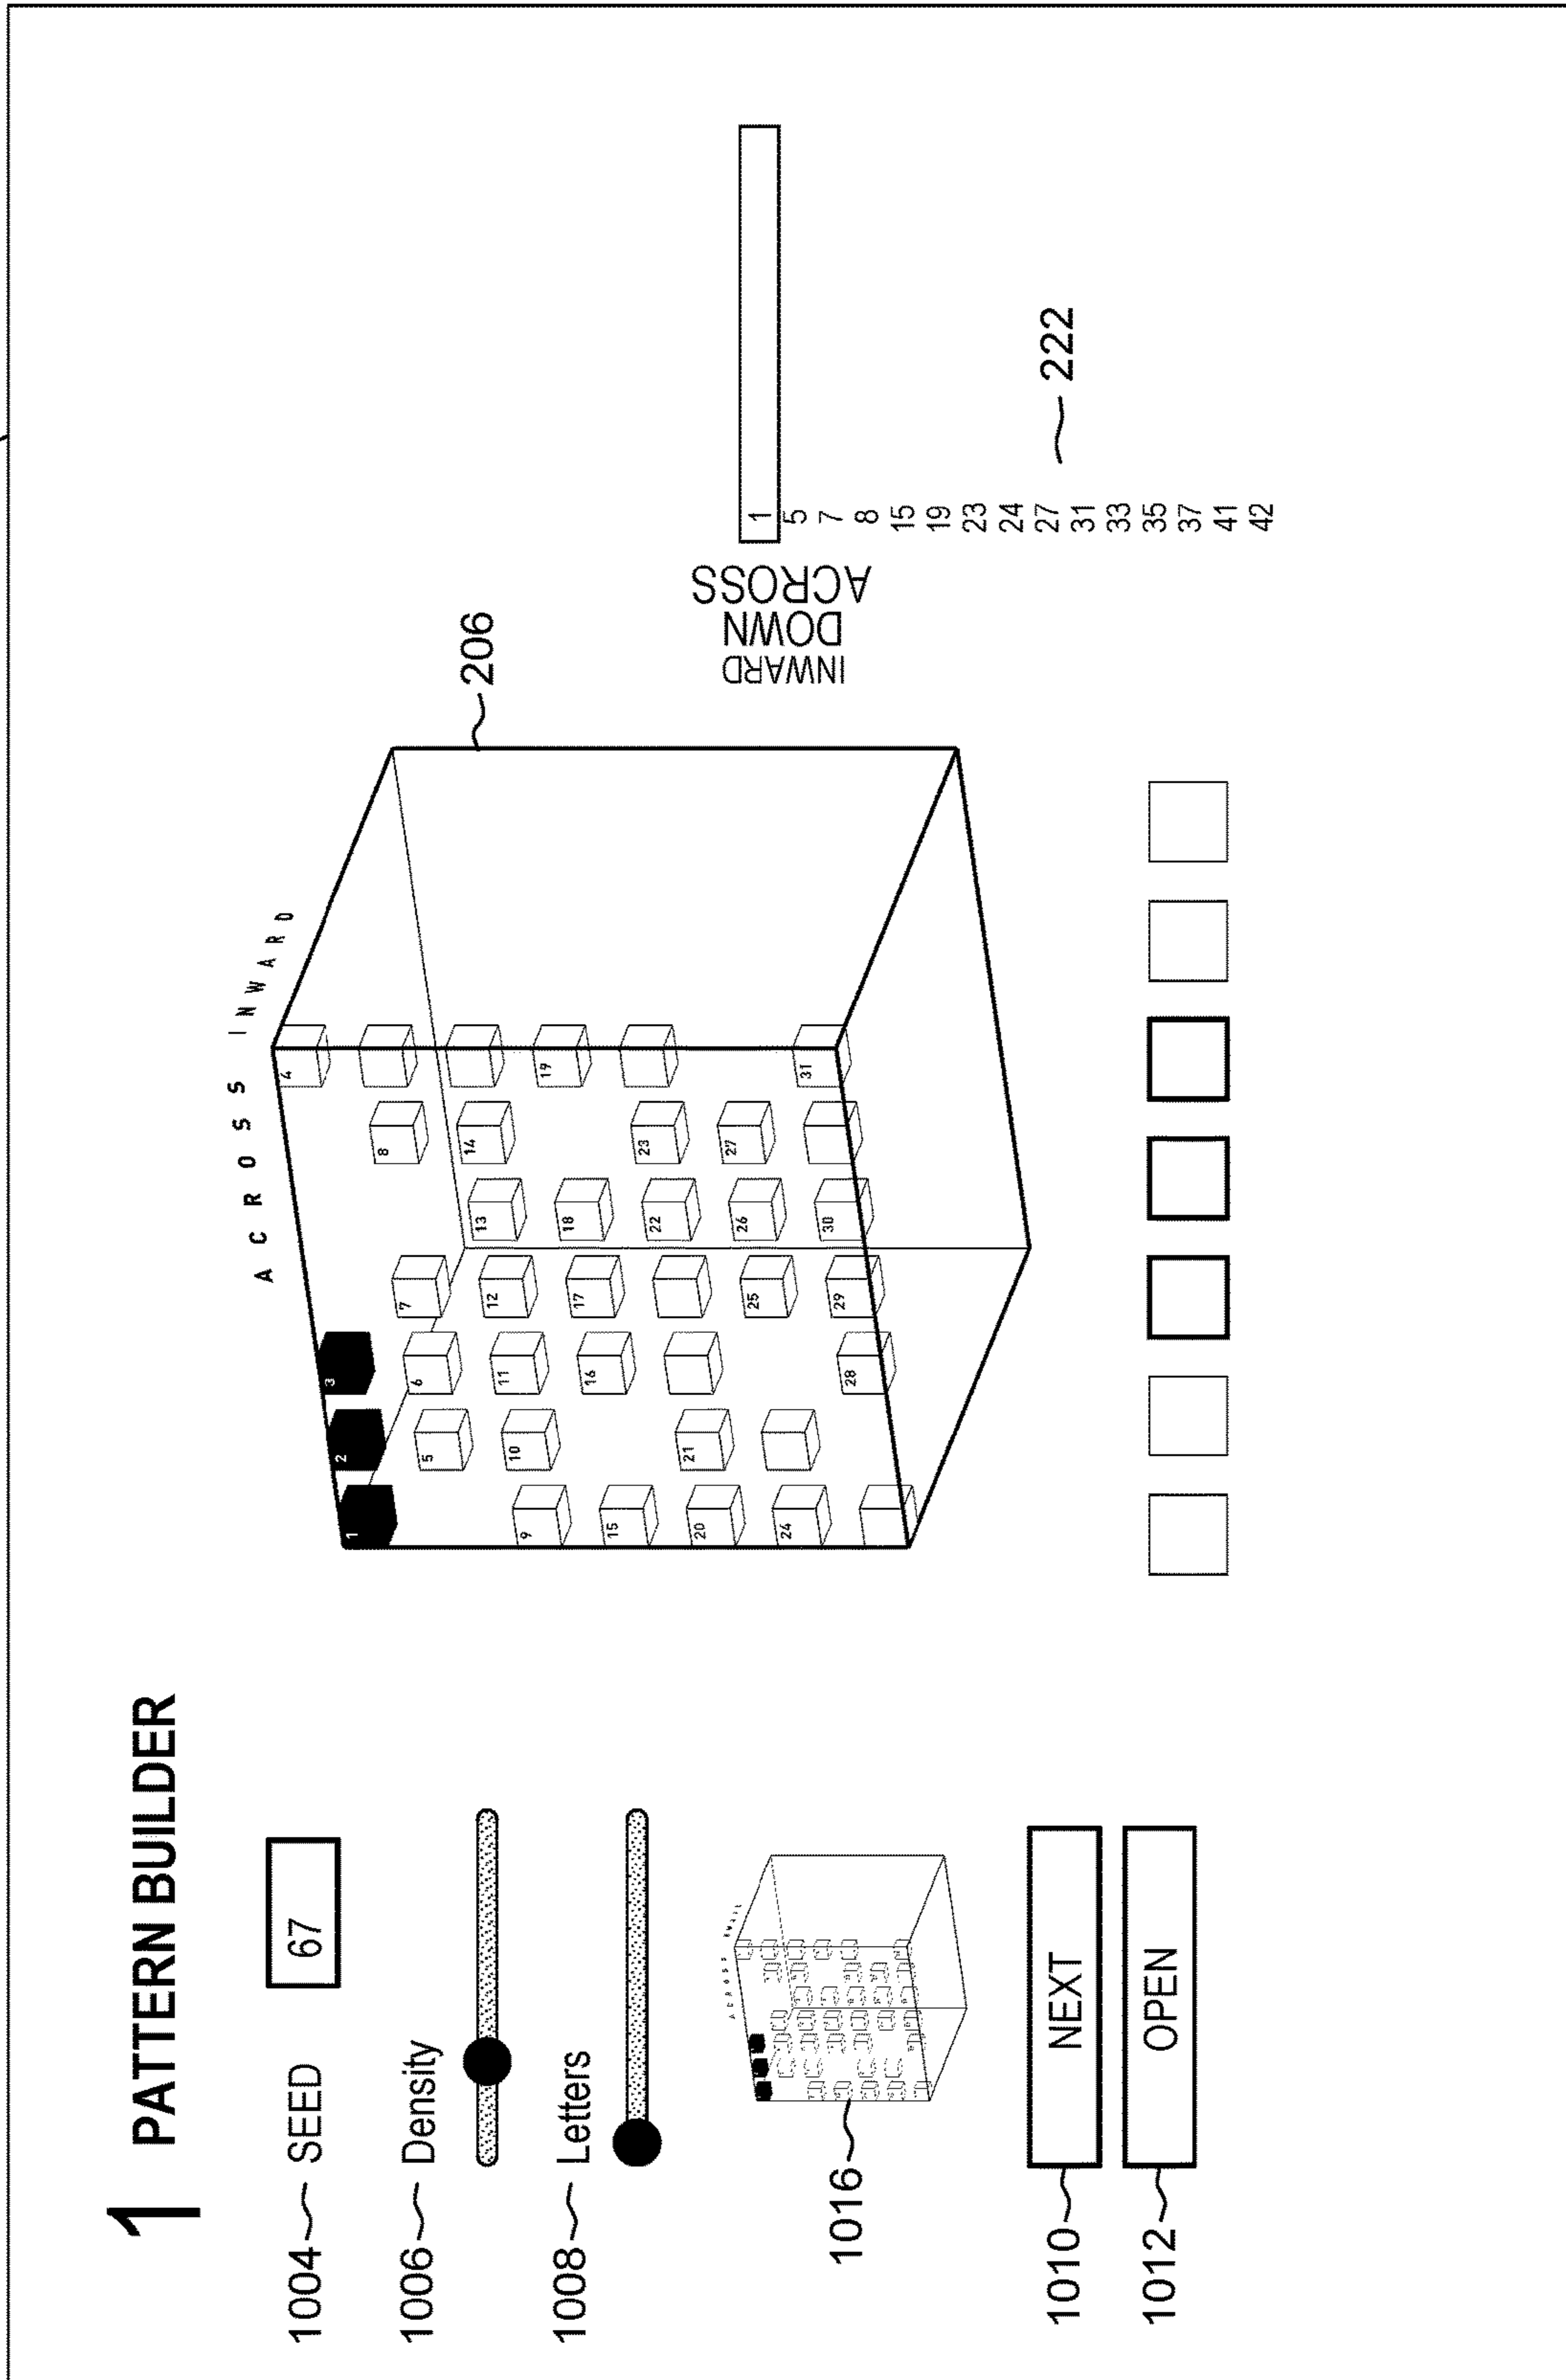 1 PATTERN BUILDER
1004 SEED 67
1006 Density
1008 Letters
ACROSS
1016
1010 NEXT
1012 OPEN
ACROSS INWARD
206
1 2 3 4
5 6 7 8
9 10 11 12 13 14
15 16 17 18 19
20 21 22 23
24 25 26 27
28 29 30 31
INWARD
DOWN
ACROSS
1
5
7
8
15
19
23
24
27
31
33
35
37
41
42
222